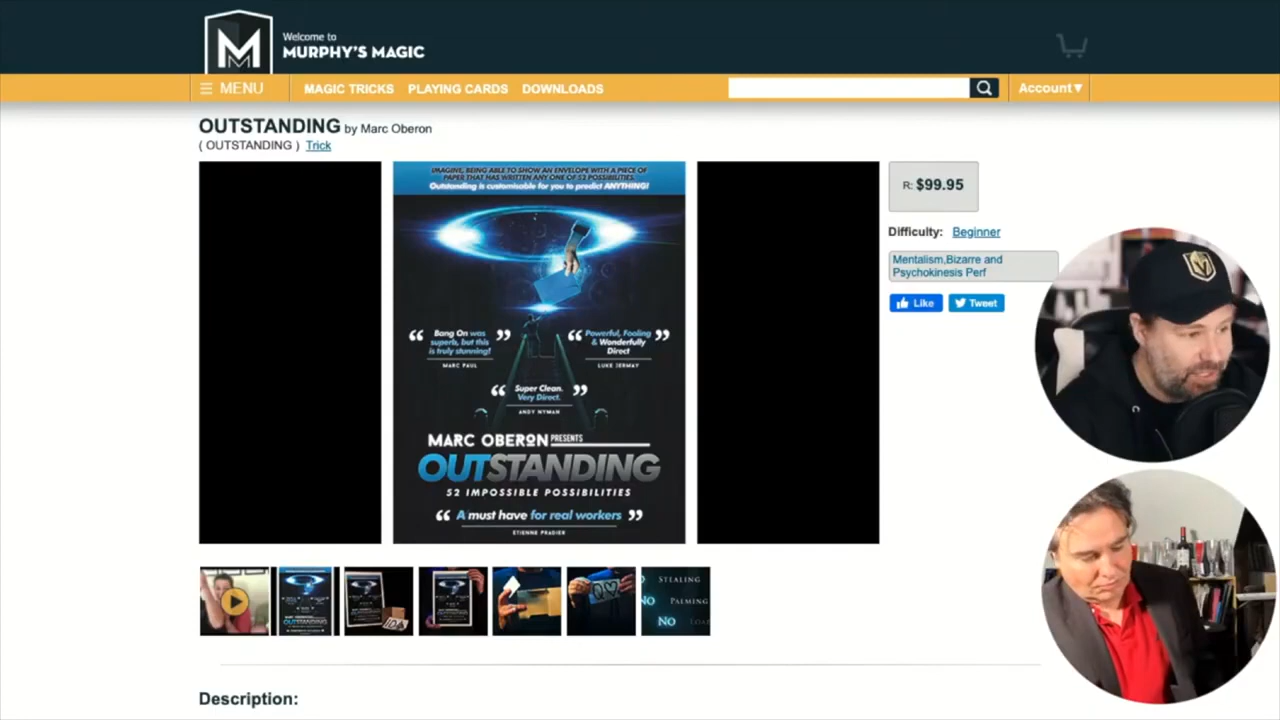 Welcome to
MURPHY'S MAGIC
MENU
MAGIC TRICKS
PLAYING CARDS
DOWNLOADS
Account▼
OUTSTANDING by Marc Oberon
( OUTSTANDING ) Trick
IMAGINE, BEING ABLE TO SHOW AN ENVELOPE WITH A PIECE OF
PAPER THAT HAS WRITTEN ANY ONE OF 52 POSSIBILITIES.
Outstanding is customisable for you to predict ANYTHING!
“ Bang On was
superb, but this
is truly stunning! ”
MARC PAUL
“ Powerful, Fooling
& Wonderfully
Direct ”
LUKE JERMAY
“ Super Clean.
Very Direct. ”
ANDY NYMAN
MARC OBERON PRESENTS
OUTSTANDING
52 IMPOSSIBLE POSSIBILITIES
“ A must have for real workers ”
ETIENNE PRADIER
R: $99.95
Difficulty: Beginner
Mentalism,Bizarre and
Psychokinesis Perf
Like
Tweet
OUTSTANDING
STEALING
NO PALMING
NO
Description: